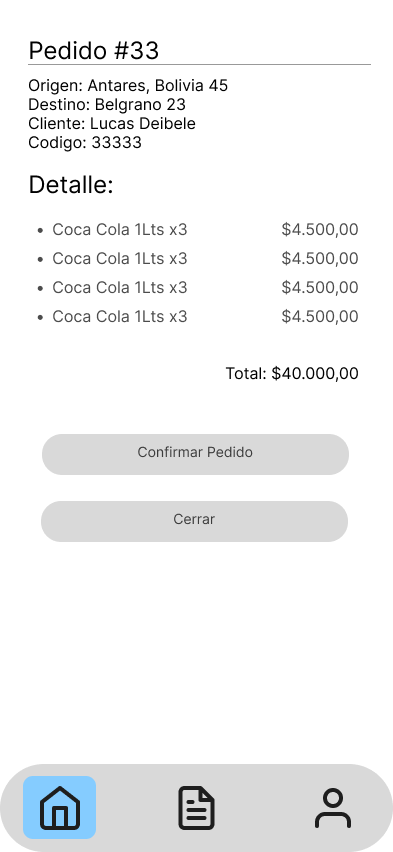 Pedido #33
Origen: Antares, Bolivia 45
Destino: Belgrano 23
Cliente: Lucas Deibele
Codigo: 33333
Detalle:
• Coca Cola 1Lts x3 $4.500,00
• Coca Cola 1Lts x3 $4.500,00
• Coca Cola 1Lts x3 $4.500,00
• Coca Cola 1Lts x3 $4.500,00
Total: $40.000,00
Confirmar Pedido
Cerrar